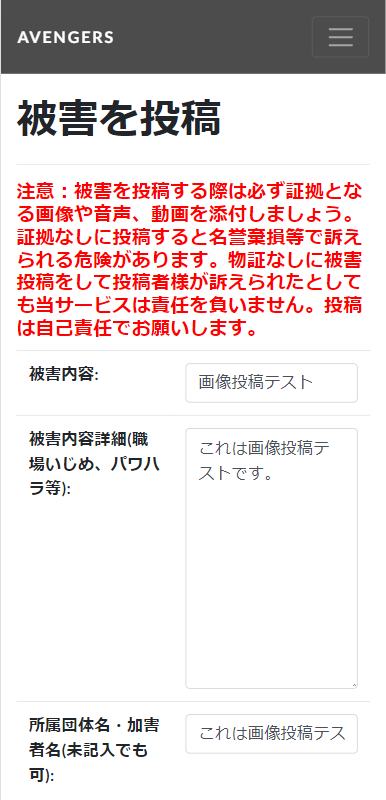 AVENGERS
被害を投稿
注意：被害を投稿する際は必ず証拠とな
る画像や音声、動画を添付しましょう。
証拠なしに投稿すると名誉棄損等で訴え
られる危険があります。物証なしに被害
投稿をして投稿者様が訴えられたとして
も当サービスは責任を負いません。投稿
は自己責任でお願いします。
被害内容:
画像投稿テスト
被害内容詳細(職
場いじめ、パワハ
ラ等):
これは画像投稿テ
ストです。
所属団体名・加害
者名(未記入でも
可):
これは画像投稿テス